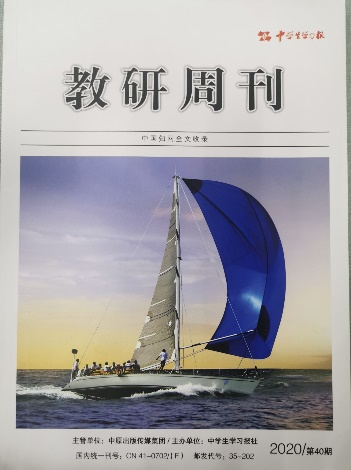 中学生学习报
教研周刊
中国知网全文收录
主管单位：中原出版传媒集团/主办单位：中学生学习报社
国内统一刊号：CN 41-0702/(F) 邮发代号：35-202
2020/第40期